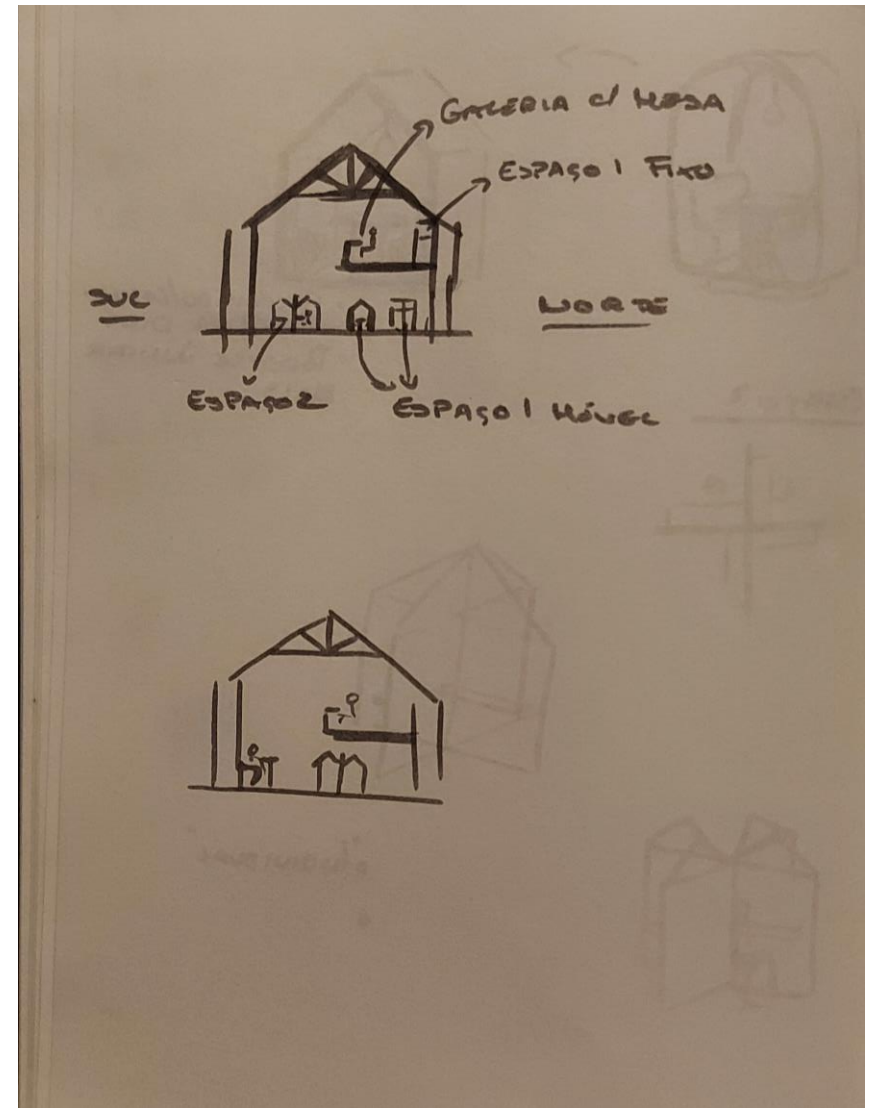 GALERIA c/ MESA
ESPAÇO 1 FIXO
SUL
NORTE
ESPAÇO 2
ESPAÇO 1 MÓVEL